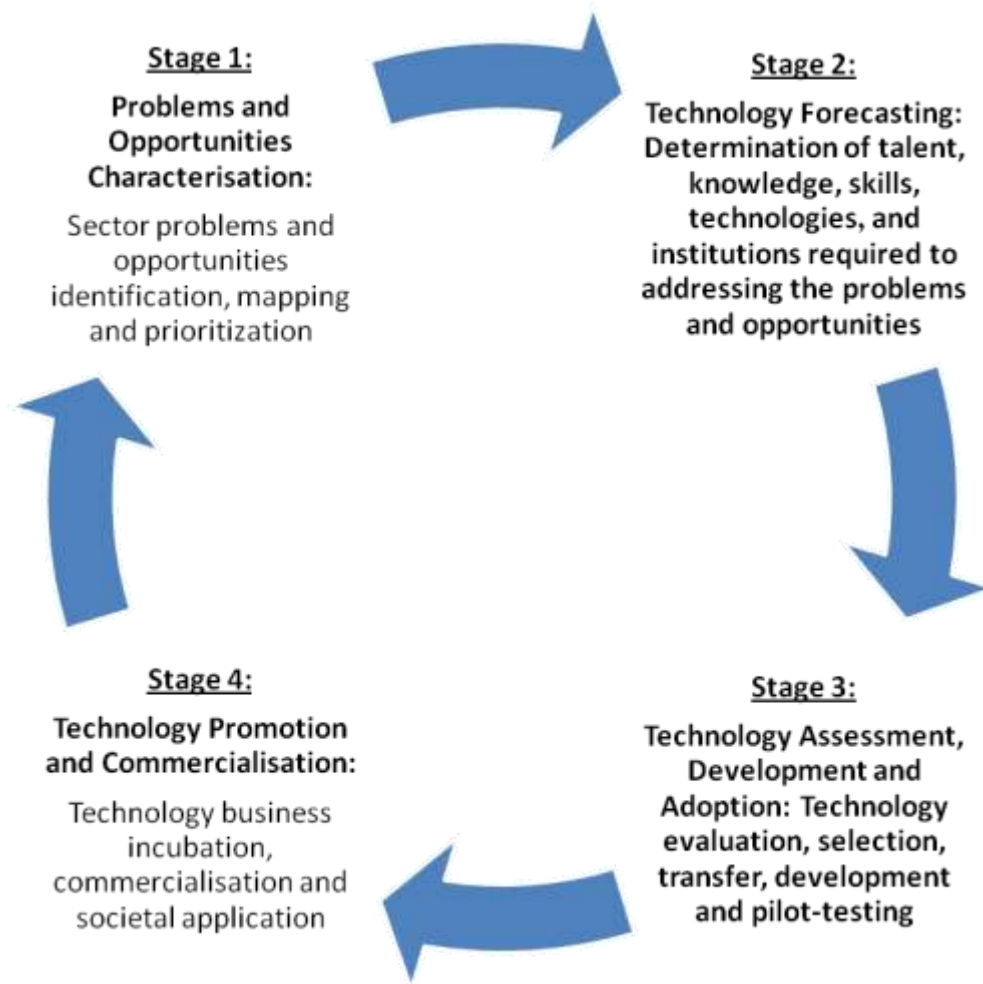 Stage 1:
Problems and
Opportunities
Characterisation:
Sector problems and
opportunities
identification, mapping
and prioritization
Stage 2:
Technology Forecasting:
Determination of talent,
knowledge, skills,
technologies, and
institutions required to
addressing the problems
and opportunities
Stage 3:
Technology Assessment,
Development and
Adoption: Technology
evaluation, selection,
transfer, development
and pilot-testing
Stage 4:
Technology Promotion
and Commercialisation:
Technology business
incubation,
commercialisation and
societal application